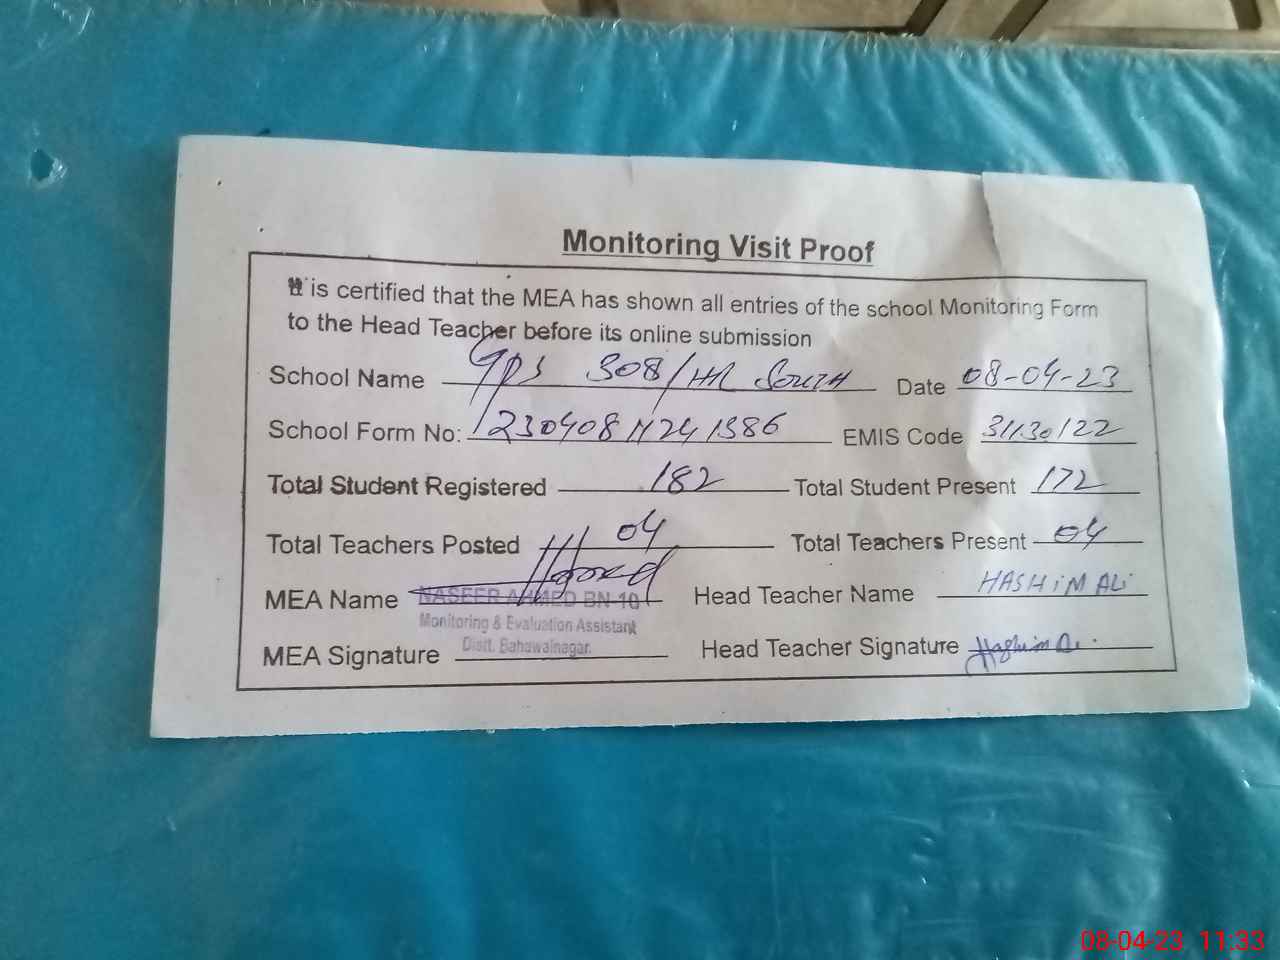 Monitoring Visit Proof
It is certified that the MEA has shown all entries of the school Monitoring Form
to the Head Teacher before its online submission
School Name GPS 308/HR SOUTH Date 08-04-23
School Form No: EMIS Code 31130122
Total Student Registered 182 Total Student Present 172
Total Teachers Posted 04 Total Teachers Present 04
MEA Name NASEER AHMED BN-10 Head Teacher Name HASHIM ALI
Monitoring & Evaluation Assistant
Distt. Bahawalnagar.
MEA Signature Head Teacher Signature Hashim Ali
08-04-23 11:33